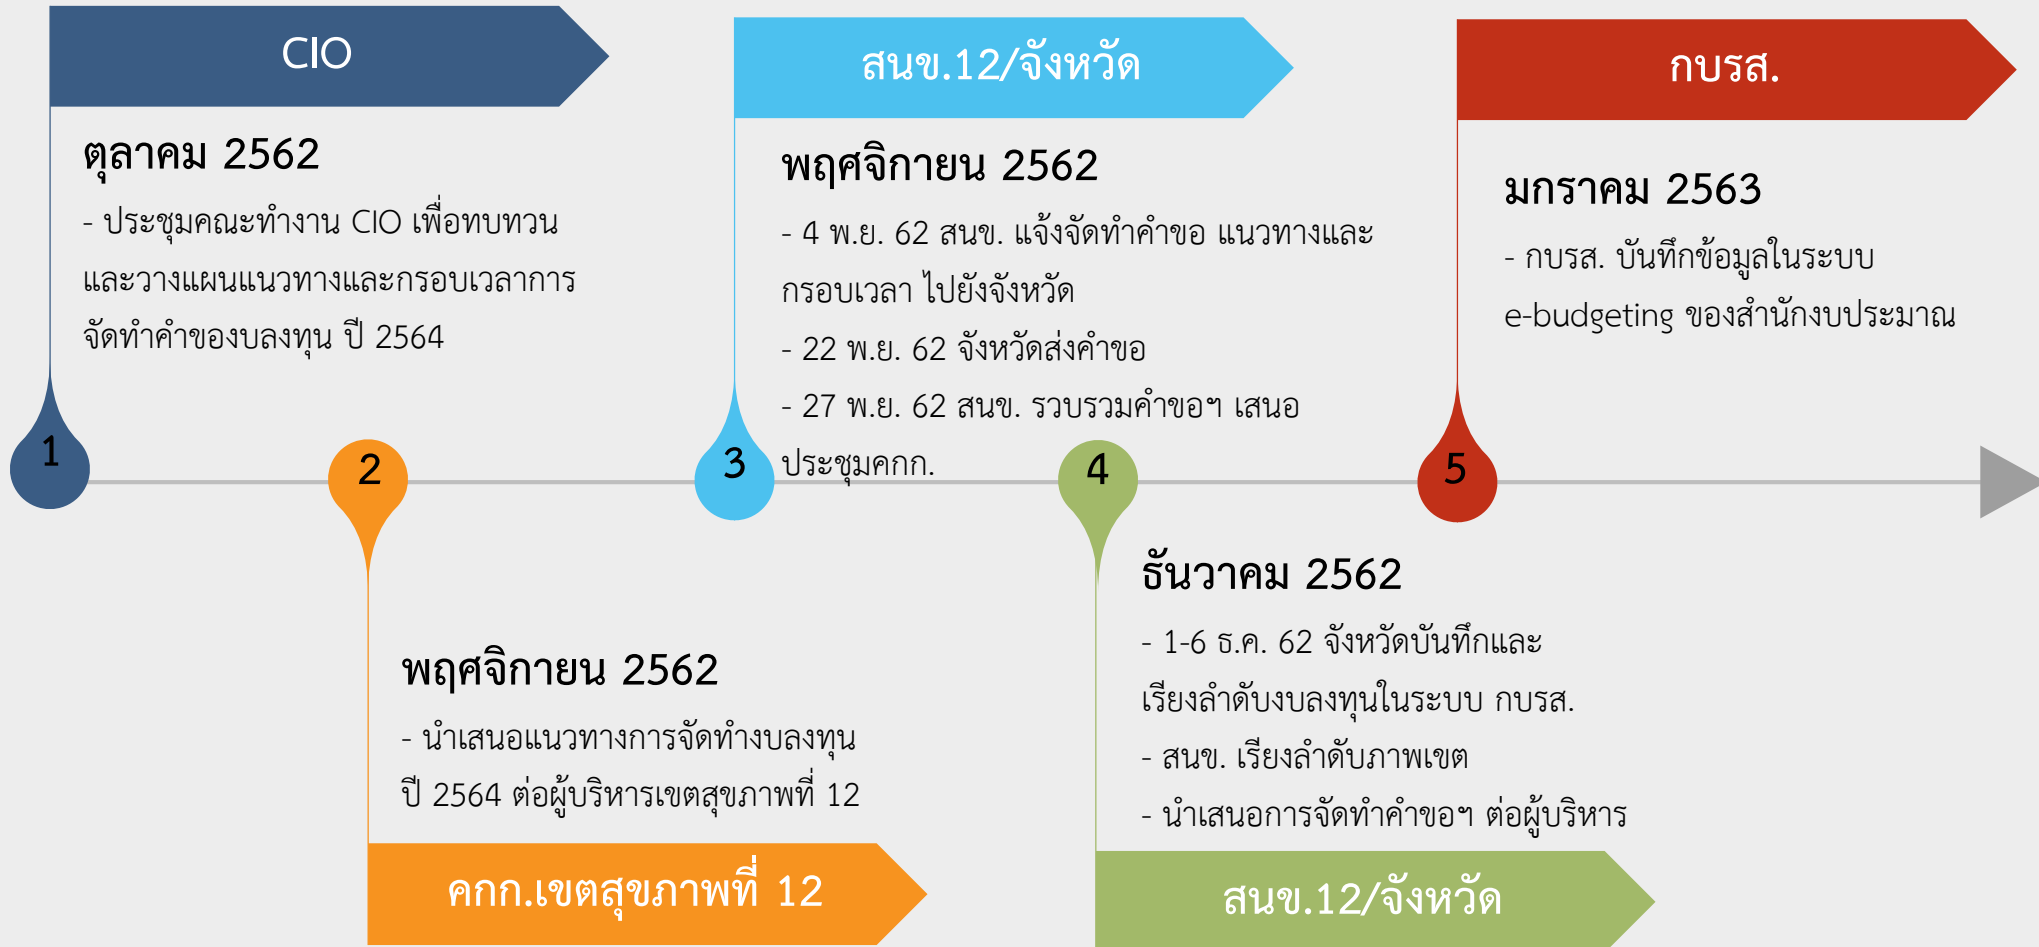 CIO
ตุลาคม 2562
- ประชุมคณะทำงาน CIO เพื่อทบทวน
และวางแผนแนวทางและกรอบเวลาการ
จัดทำคำของบลงทุน ปี 2564
1
2
พฤศจิกายน 2562
- นำเสนอแนวทางการจัดทำงบลงทุน
ปี 2564 ต่อผู้บริหารเขตสุขภาพที่ 12
คกก.เขตสุขภาพที่ 12
สนข.12/จังหวัด
พฤศจิกายน 2562
- 4 พ.ย. 62 สนข. แจ้งจัดทำคำขอ แนวทางและ
กรอบเวลา ไปยังจังหวัด
- 22 พ.ย. 62 จังหวัดส่งคำขอ
- 27 พ.ย. 62 สนข. รวบรวมคำขอฯ เสนอ
ประชุมคกก.
3
4
ธันวาคม 2562
- 1-6 ธ.ค. 62 จังหวัดบันทึกและ
เรียงลำดับงบลงทุนในระบบ กบรส.
- สนข. เรียงลำดับภาพเขต
- นำเสนอการจัดทำคำขอฯ ต่อผู้บริหาร
สนข.12/จังหวัด
กบรส.
มกราคม 2563
- กบรส. บันทึกข้อมูลในระบบ
e-budgeting ของสำนักงบประมาณ
5